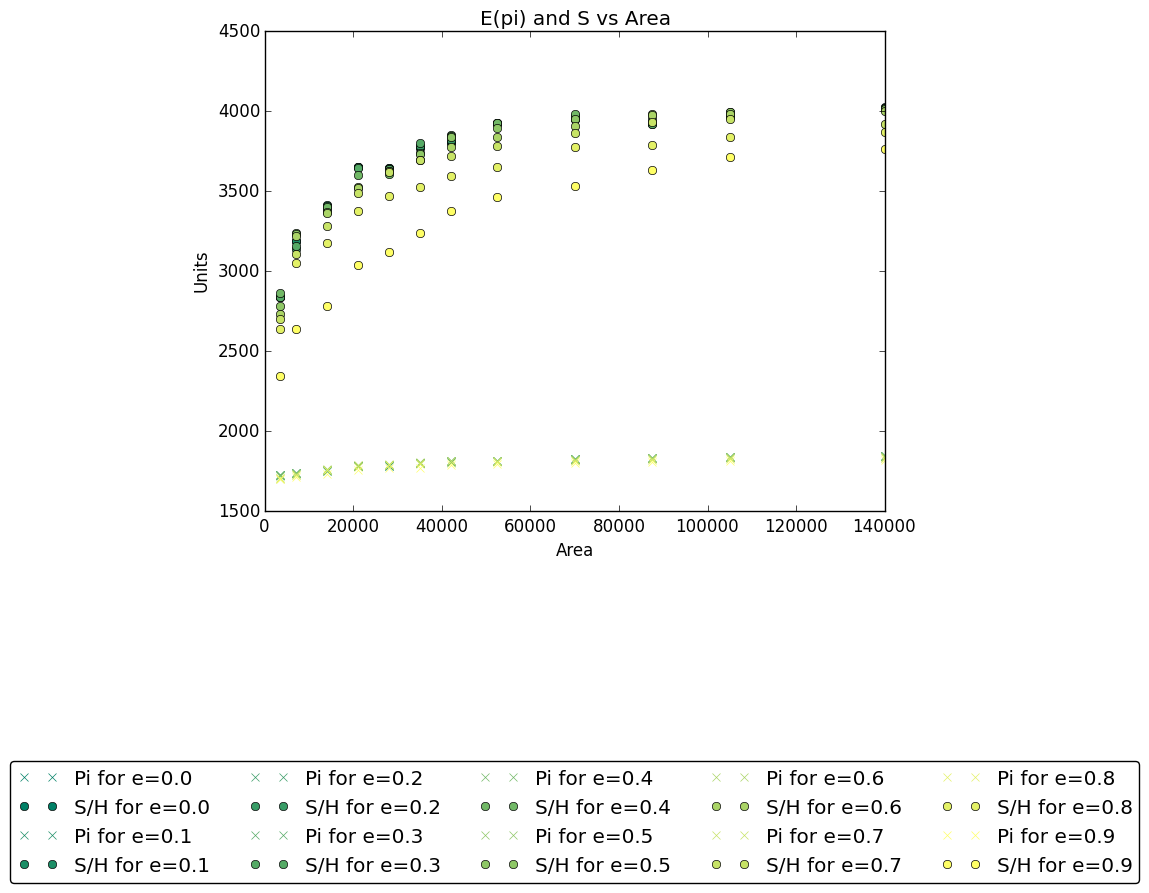 E(pi) and S vs Area
4500
4000
3500
3000
2500
2000
1500
Units
0 20000 40000 60000 80000 100000 120000 140000
Area
Pi for e=0.0 Pi for e=0.2 Pi for e=0.4 Pi for e=0.6 Pi for e=0.8
S/H for e=0.0 S/H for e=0.2 S/H for e=0.4 S/H for e=0.6 S/H for e=0.8
Pi for e=0.1 Pi for e=0.3 Pi for e=0.5 Pi for e=0.7 Pi for e=0.9
S/H for e=0.1 S/H for e=0.3 S/H for e=0.5 S/H for e=0.7 S/H for e=0.9